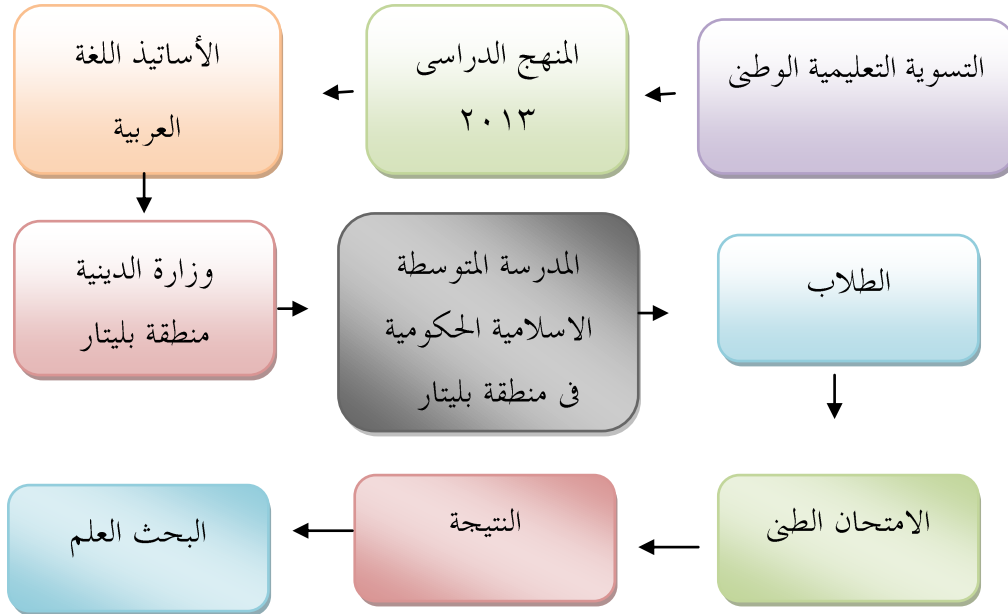 التسوية التعليمية الوطنى
المنهج الدراسى
٢٠١٣
الأساتيذ اللغة
العربية
وزارة الدينية
منطقة بليتار
المدرسة المتوسطة
الاسلامية الحكومية
فى منطقة بليتار
الطلاب
الامتحان الطنى
النتيجة
البحث العلم